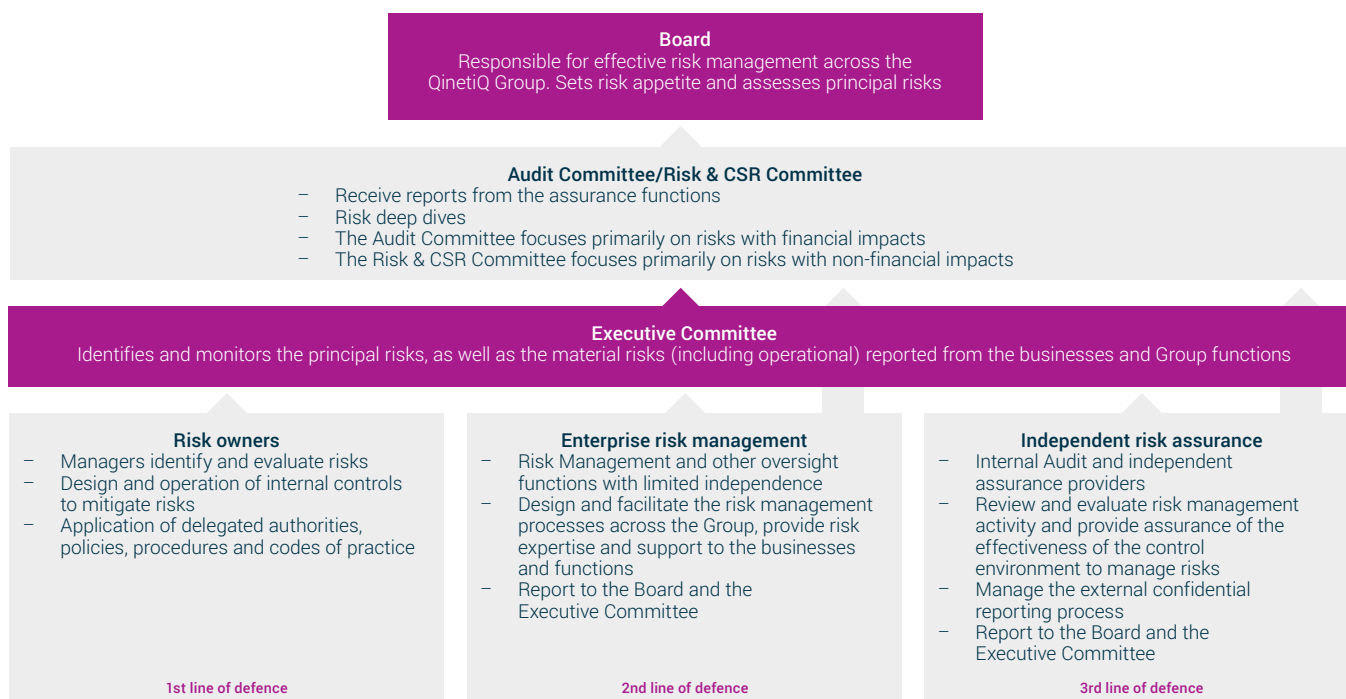 Board
Responsible for effective risk management across the
QinetiQ Group. Sets risk appetite and assesses principal risks
Audit Committee/Risk & CSR Committee
– Receive reports from the assurance functions
– Risk deep dives
– The Audit Committee focuses primarily on risks with financial impacts
– The Risk & CSR Committee focuses primarily on risks with non-financial impacts
Executive Committee
Identifies and monitors the principal risks, as well as the material risks (including operational) reported from the businesses and Group functions
Risk owners
– Managers identify and evaluate risks
– Design and operation of internal controls
to mitigate risks
– Application of delegated authorities,
policies, procedures and codes of practice
1st line of defence
Enterprise risk management
– Risk Management and other oversight
functions with limited independence
– Design and facilitate the risk management
processes across the Group, provide risk
expertise and support to the businesses
and functions
– Report to the Board and the
Executive Committee
2nd line of defence
Independent risk assurance
– Internal Audit and independent
assurance providers
– Review and evaluate risk management
activity and provide assurance of the
effectiveness of the control
environment to manage risks
– Manage the external confidential
reporting process
– Report to the Board and the
Executive Committee
3rd line of defence